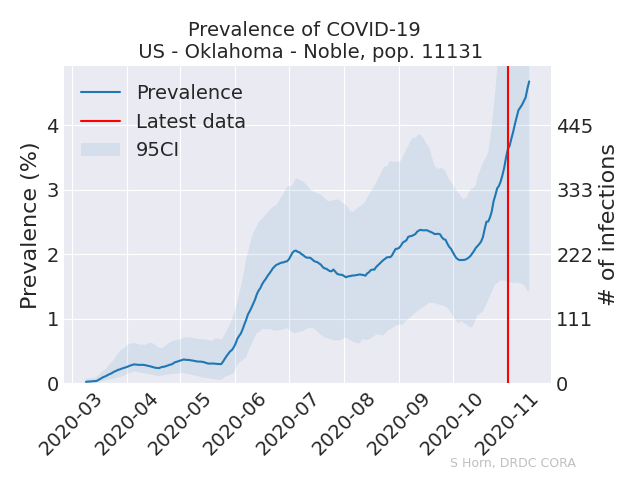 Prevalence of COVID-19
US - Oklahoma - Noble, pop. 11131
Prevalence
Latest data
95CI
Prevalence (%)
4
3
2
1
0
445
333
222
111
0
# of infections
2020-03
2020-04
2020-05
2020-06
2020-07
2020-08
2020-09
2020-10
2020-11
S Horn, DRDC CORA